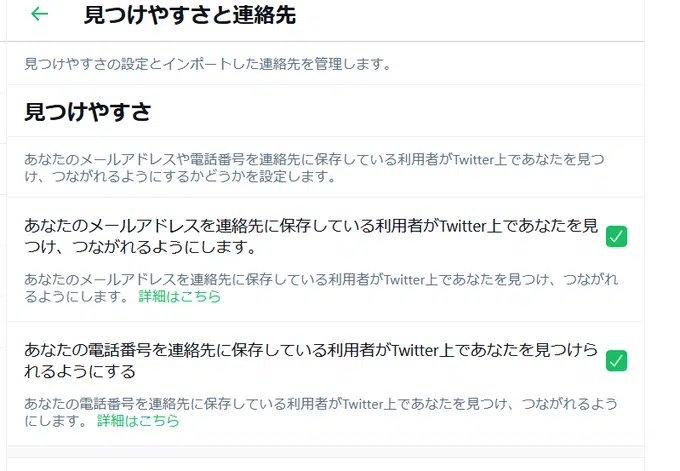 見つけやすさと連絡先
見つけやすさの設定とインポートした連絡先を管理します。
見つけやすさ
あなたのメールアドレスや電話番号を連絡先に保存している利用者がTwitter上であなたを見つ
け、つながれるようにするかどうかを設定します。
あなたのメールアドレスを連絡先に保存している利用者がTwitter上であなたを見
つけ、つながれるようにします。
あなたのメールアドレスを連絡先に保存している利用者がTwitter上であなたを見つけ、つながれ
るようにします。 詳細はこちら
あなたの電話番号を連絡先に保存している利用者がTwitter上であなたを見つけら
れるようにする
あなたの電話番号を連絡先に保存している利用者がTwitter上であなたを見つけ、つながれるよう
にします。 詳細はこちら